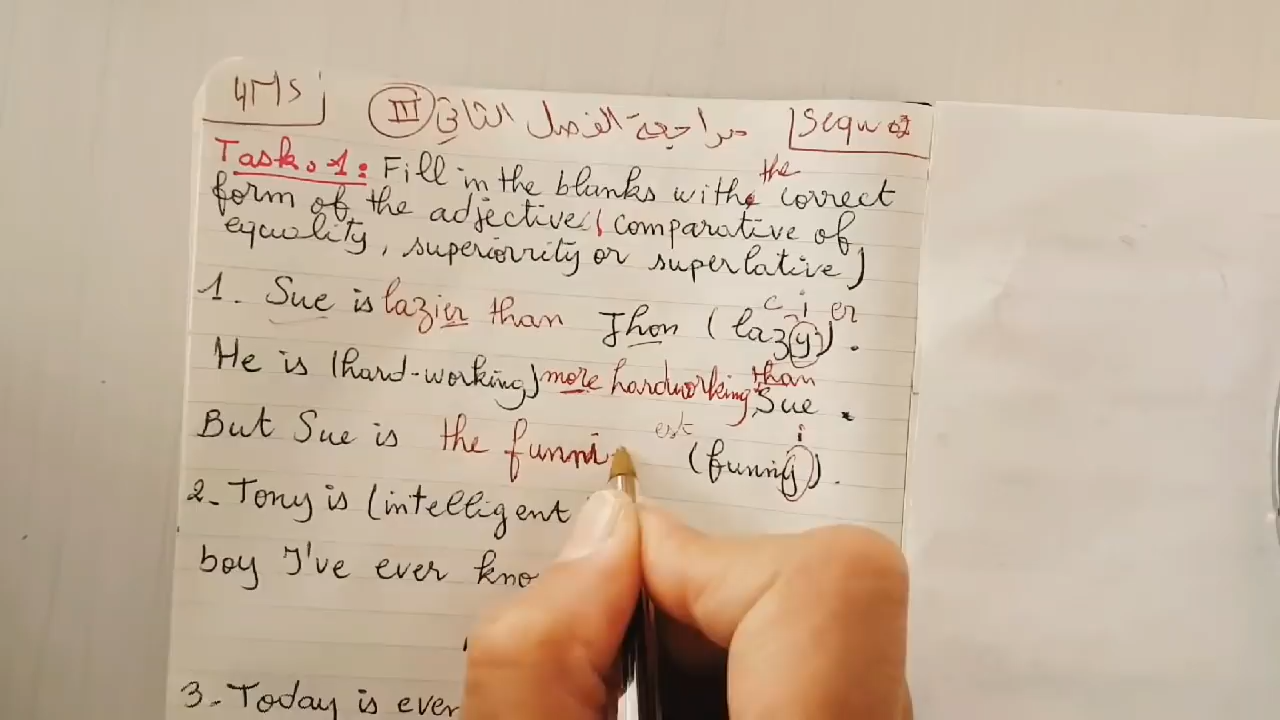 4MS
مراجعة الفصل الثاني III
Sequ 02
Task. 1: Fill in the blanks with the correct
form of the adjective ( comparative of
equality, superiority or superlative )
1. Sue is lazier than Jhon ( lazy ).
c i er
He is (hard-working) more hardworking than Sue .
But Sue is the funni est (funny).
i
2. Tony is (intelligent
boy I've ever kno
3. Today is ever